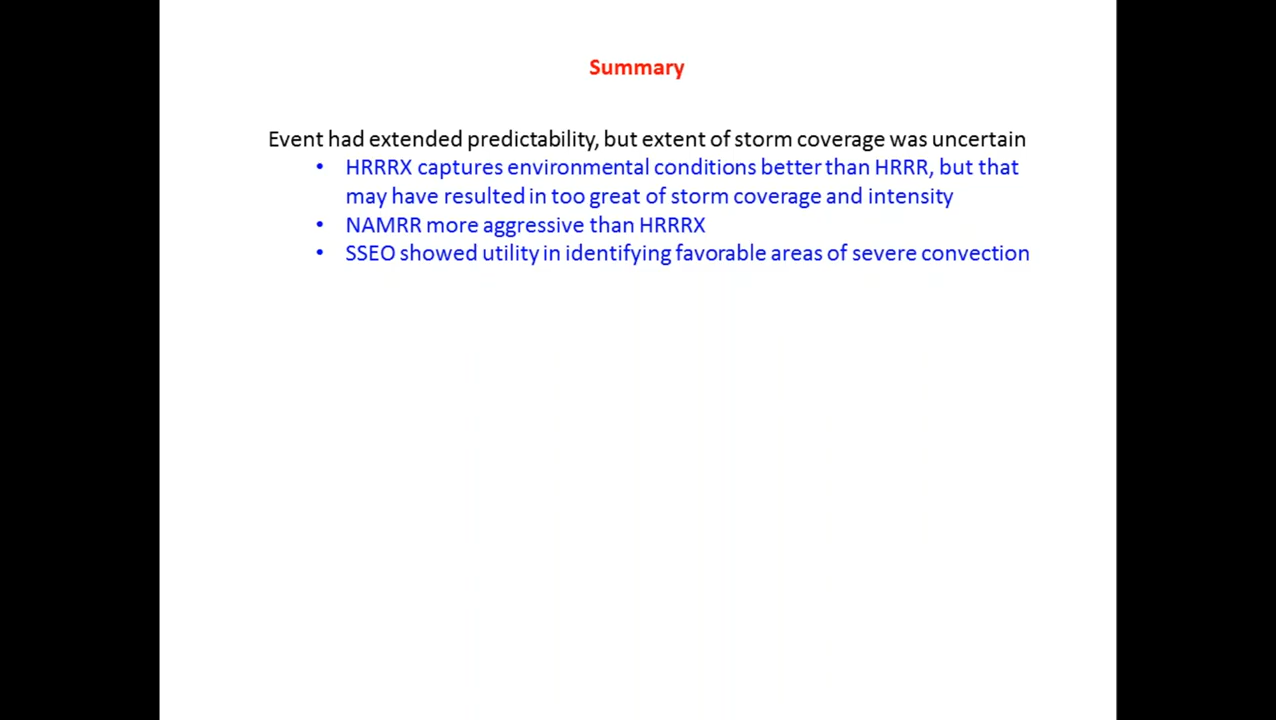 Summary
Event had extended predictability, but extent of storm coverage was uncertain
• HRRRX captures environmental conditions better than HRRR, but that
may have resulted in too great of storm coverage and intensity
• NAMRR more aggressive than HRRRX
• SSEO showed utility in identifying favorable areas of severe convection